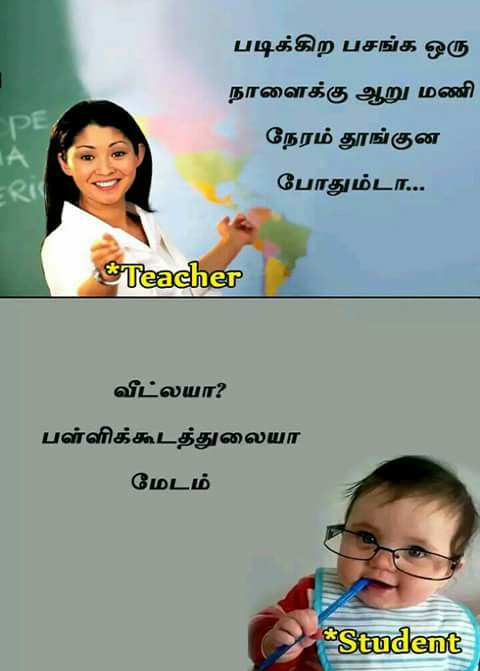 படிக்கிற பசங்க ஒரு
நாளைக்கு ஆறு மணி
நேரம் தூங்குன
போதும்டா...
*Teacher
வீட்லயா?
பள்ளிக்கூடத்துலையா
மேடம்
*Student